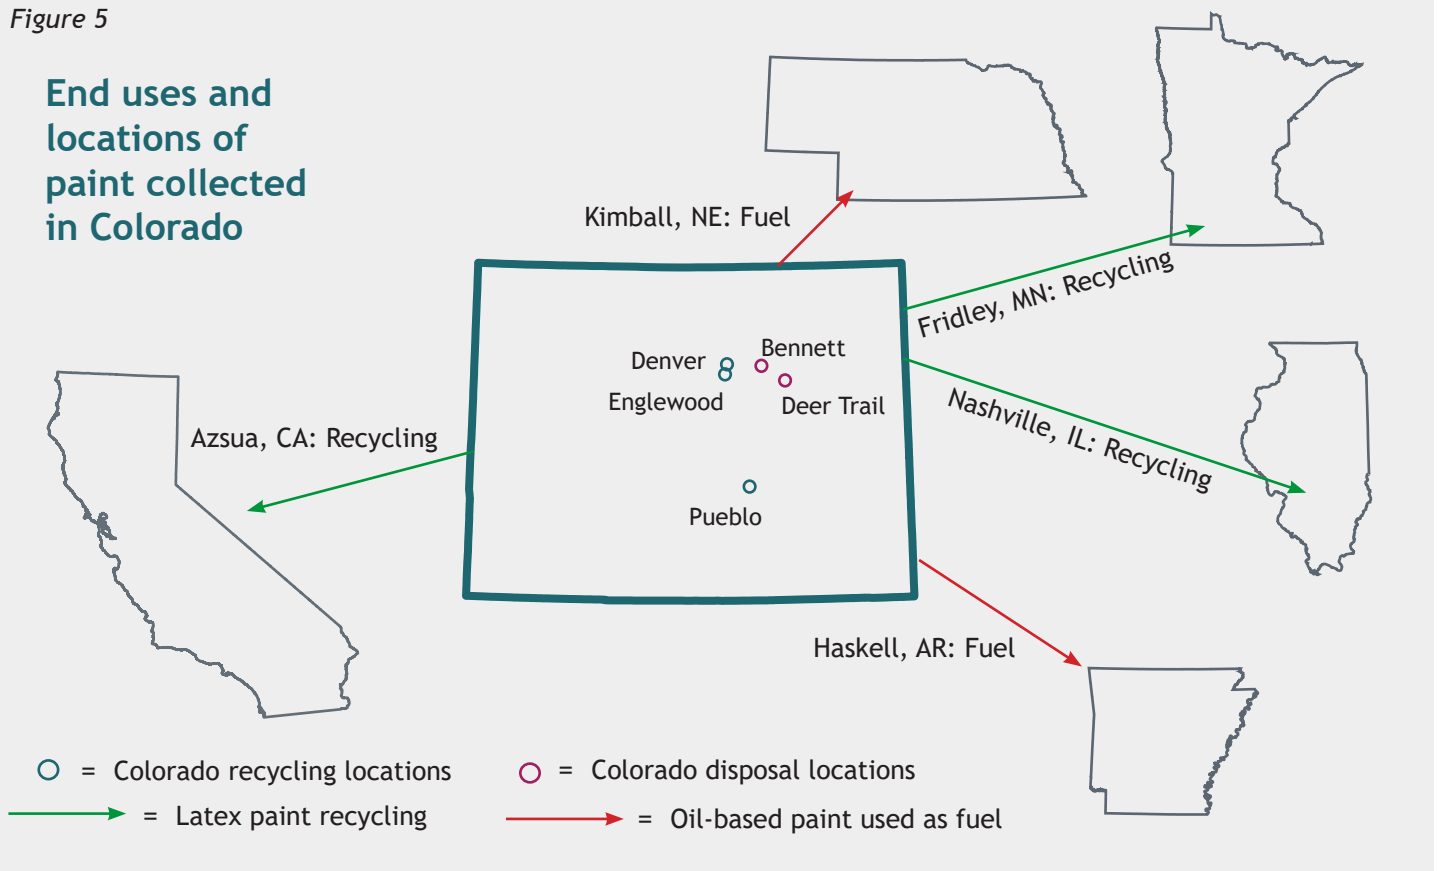 Figure 5
End uses and
locations of
paint collected
in Colorado
Kimball, NE: Fuel
Fridley, MN: Recycling
Denver
Bennett
Englewood
Deer Trail
Nashville, IL: Recycling
Azsua, CA: Recycling
Pueblo
Haskell, AR: Fuel
= Colorado recycling locations
= Colorado disposal locations
= Latex paint recycling
= Oil-based paint used as fuel